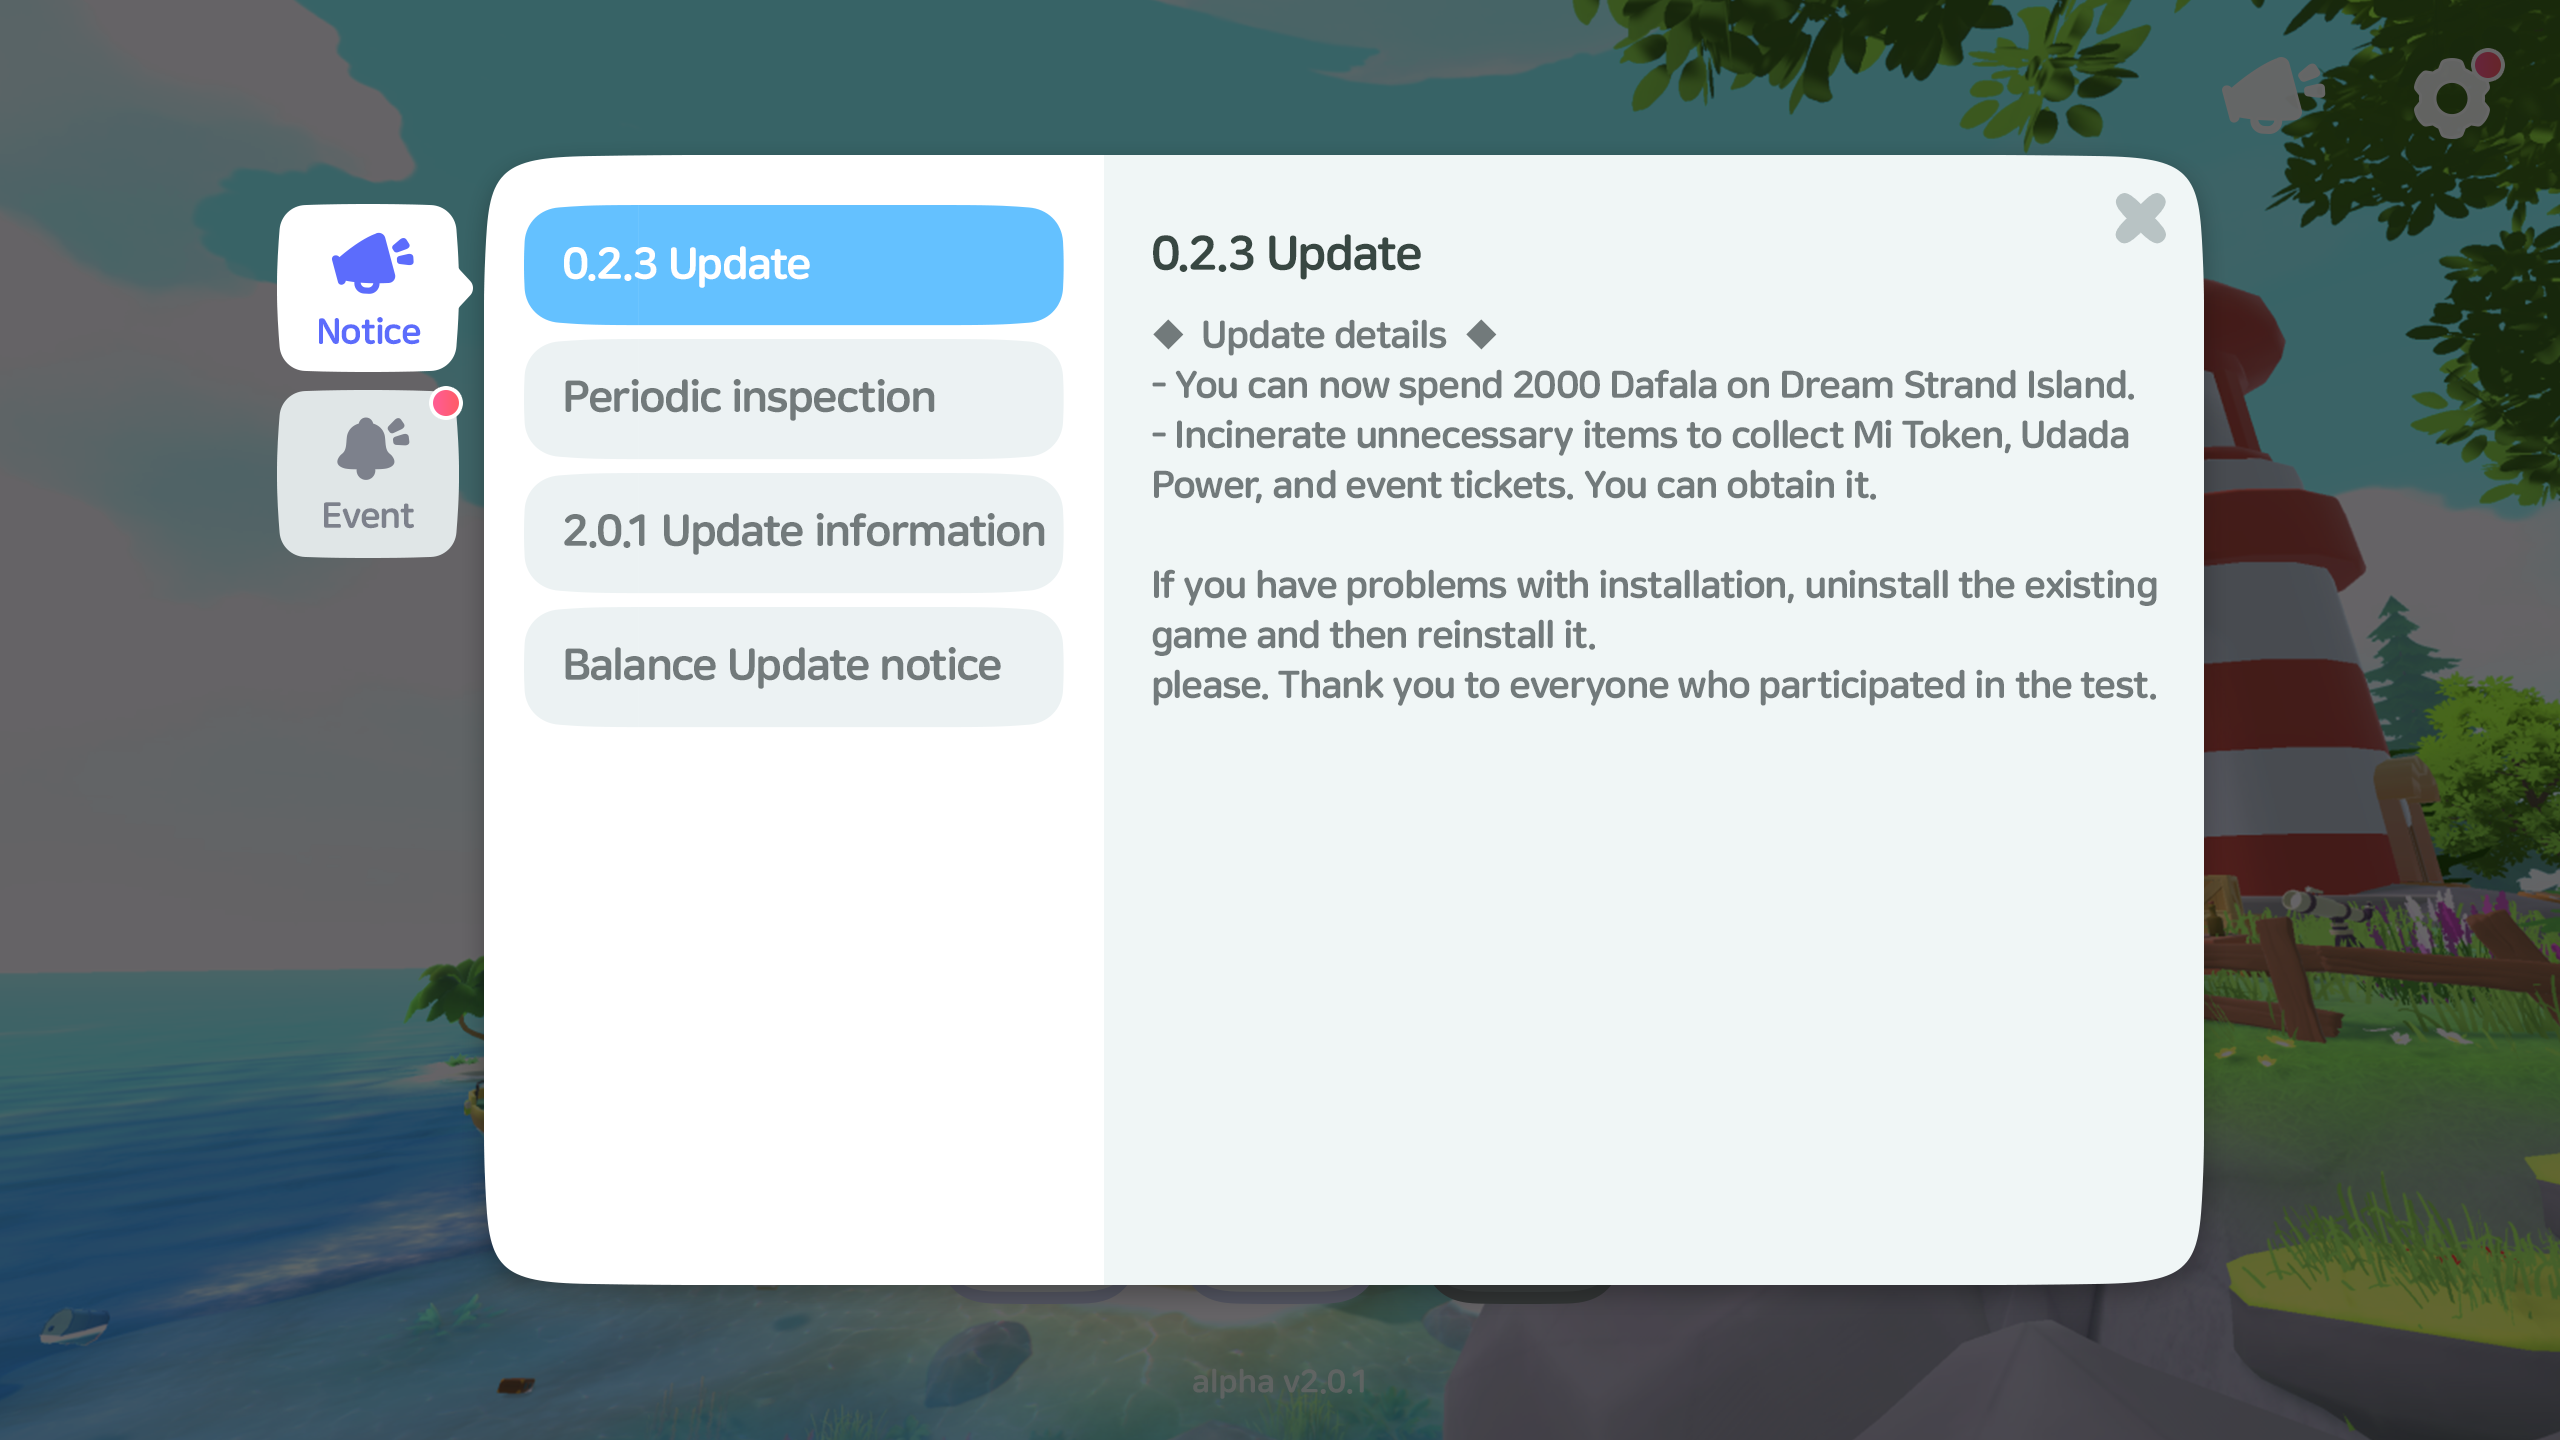 Notice
Event
0.2.3 Update
Periodic inspection
2.0.1 Update information
Balance Update notice
0.2.3 Update
◆ Update details ◆
- You can now spend 2000 Dafala on Dream Strand Island.
- Incinerate unnecessary items to collect Mi Token, Udada
Power, and event tickets. You can obtain it.
If you have problems with installation, uninstall the existing
game and then reinstall it.
please. Thank you to everyone who participated in the test.
alpha v2.0.1